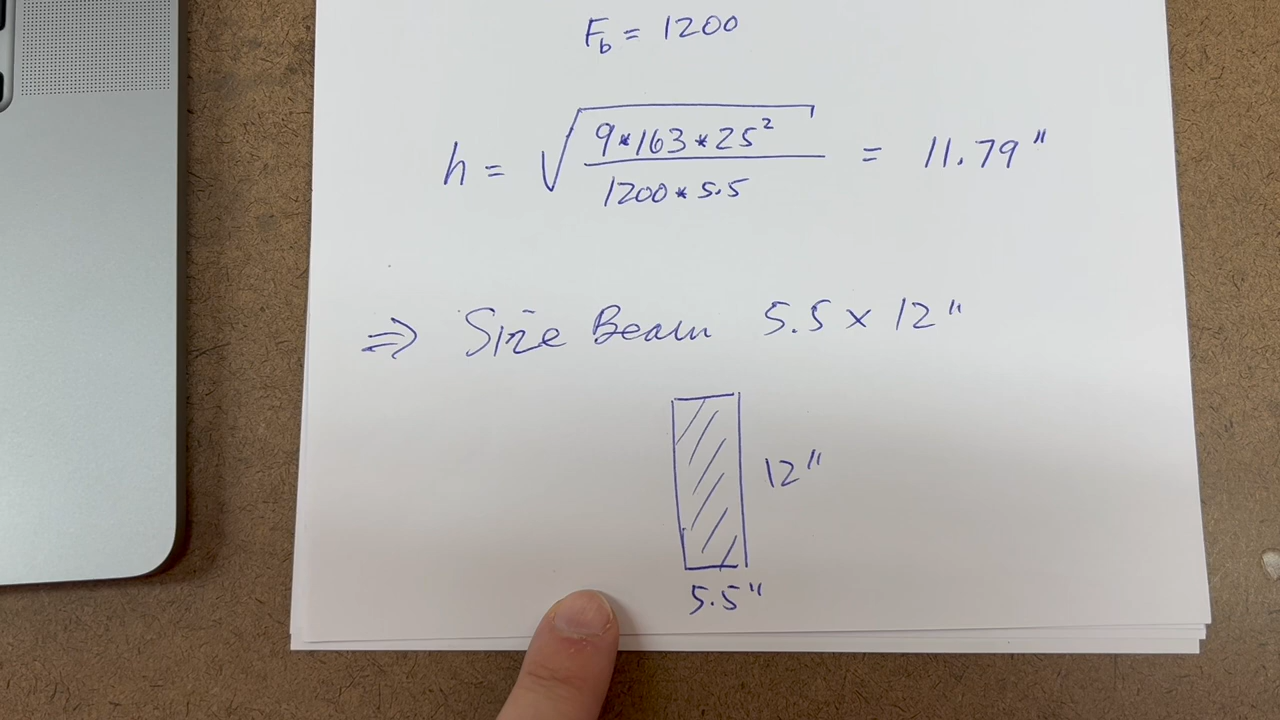 F_b = 1200
h = √(9*163*25² / 1200*5.5) = 11.79"
⇒ Size Beam 5.5 x 12"
12"
5.5"